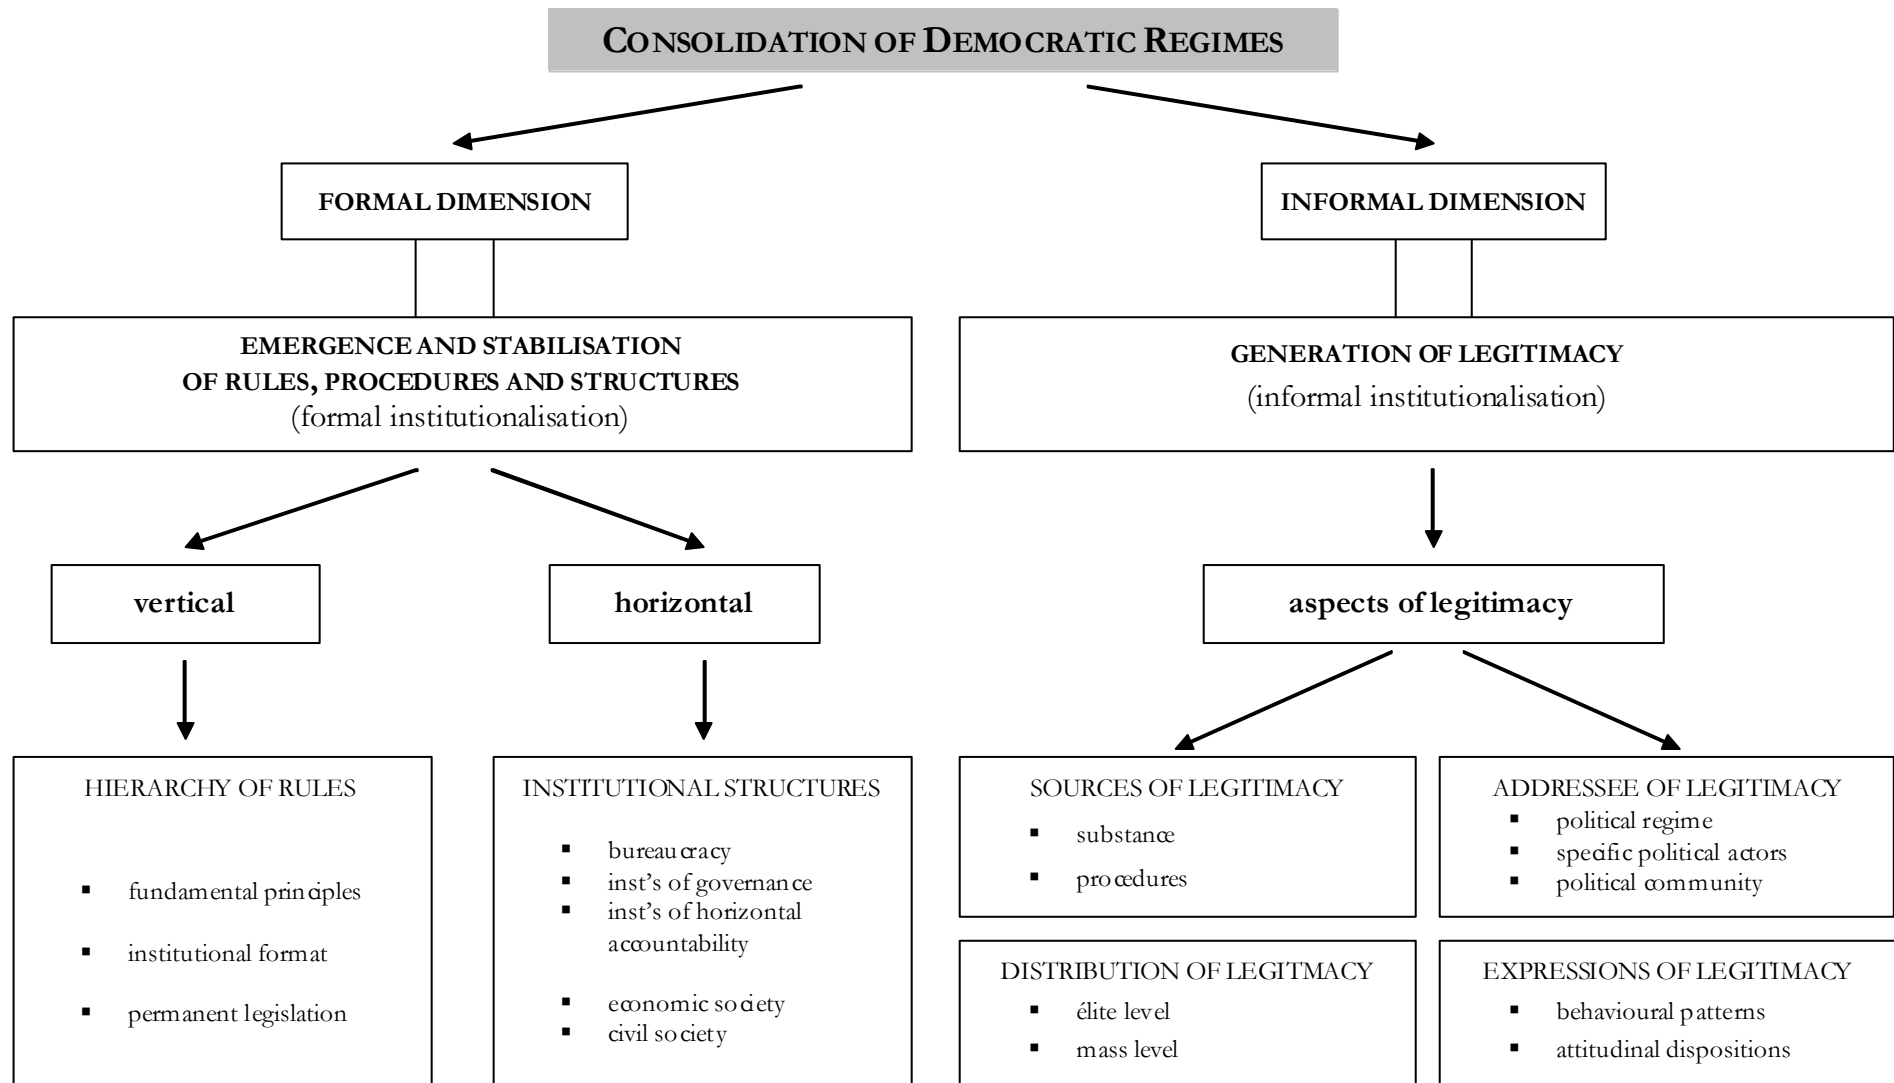 CONSOLIDATION OF DEMOCRATIC REGIMES
FORMAL DIMENSION
INFORMAL DIMENSION
EMERGENCE AND STABILISATION
OF RULES, PROCEDURES AND STRUCTURES
(formal institutionalisation)
GENERATION OF LEGITIMACY
(informal institutionalisation)
vertical
horizontal
aspects of legitimacy
HIERARCHY OF RULES
▪ fundamental principles
▪ institutional format
▪ permanent legislation
INSTITUTIONAL STRUCTURES
▪ bureaucracy
▪ inst's of governance
▪ inst's of horizontal
accountability
▪ economic society
▪ civil society
SOURCES OF LEGITIMACY
▪ substance
▪ procedures
ADDRESSEE OF LEGITIMACY
▪ political regime
▪ specific political actors
▪ political community
DISTRIBUTION OF LEGITMACY
▪ élite level
▪ mass level
EXPRESSIONS OF LEGITIMACY
▪ behavioural patterns
▪ attitudinal dispositions